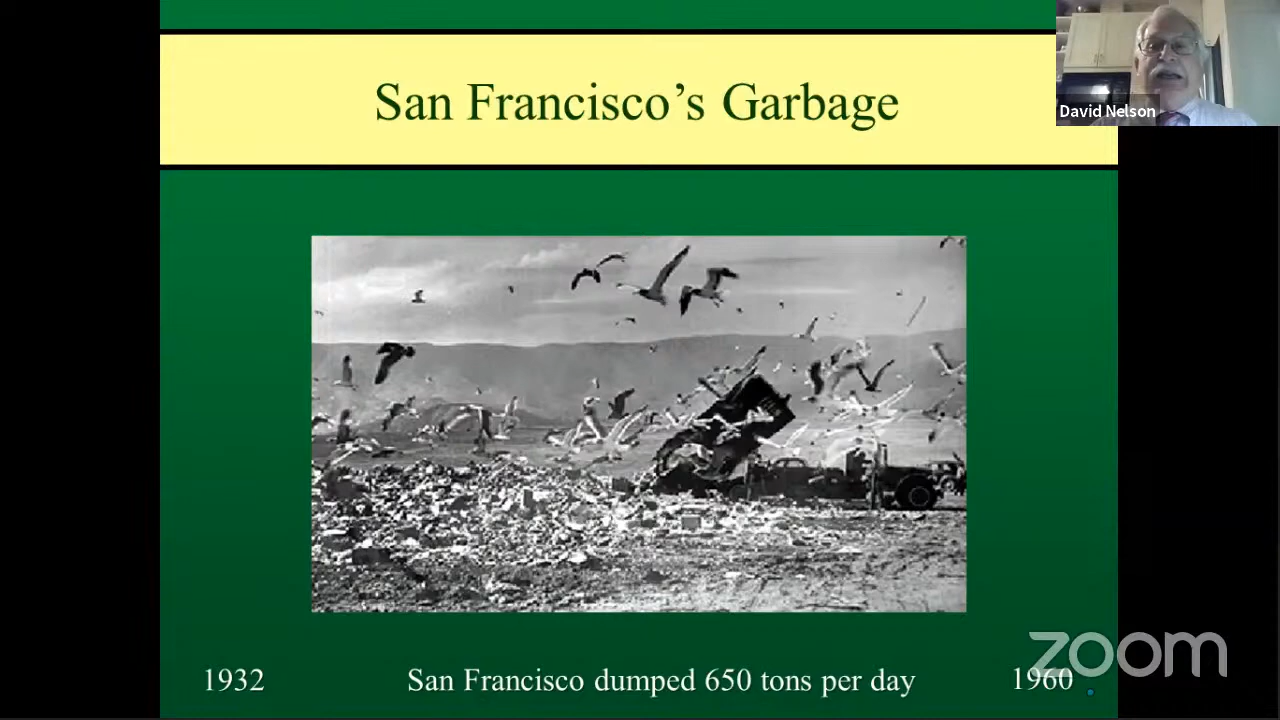 San Francisco's Garbage
David Nelson
1932
San Francisco dumped 650 tons per day
1960
zoom